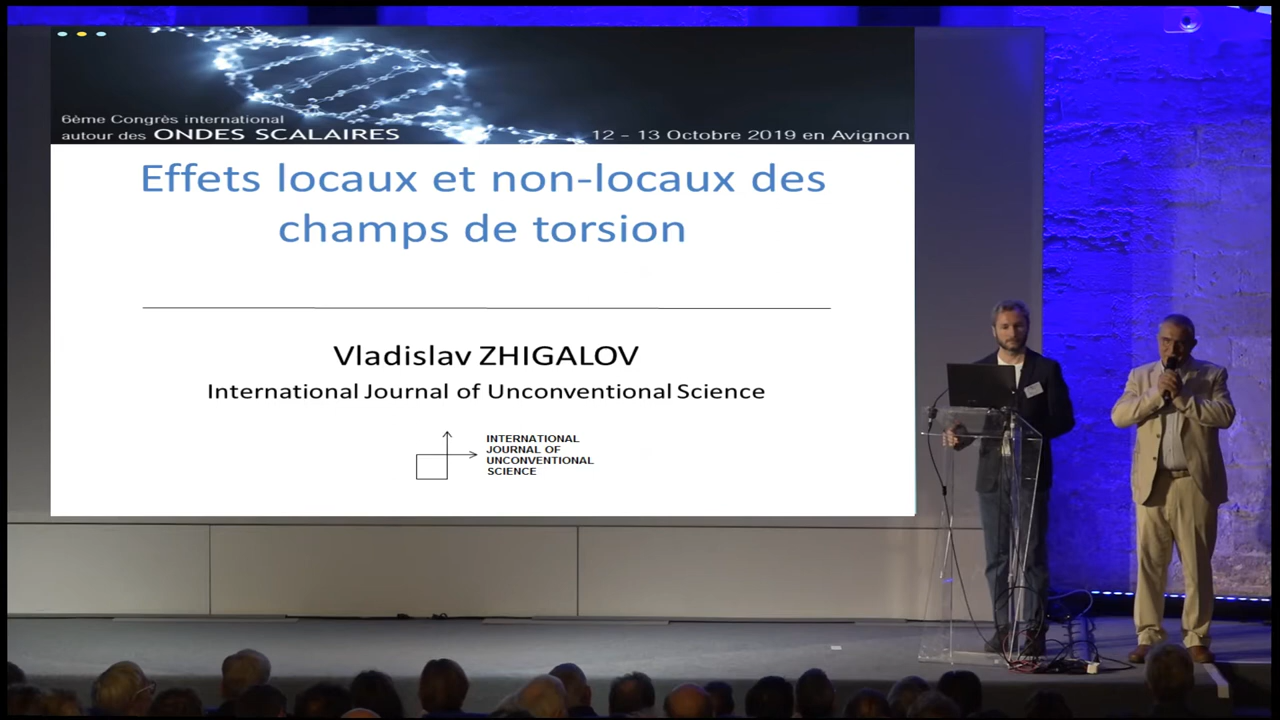 6ème Congrès international
autour des ONDES SCALAIRES
12 - 13 Octobre 2019 en Avignon
Effets locaux et non-locaux des
champs de torsion
Vladislav ZHIGALOV
International Journal of Unconventional Science
INTERNATIONAL
JOURNAL OF
UNCONVENTIONAL
SCIENCE